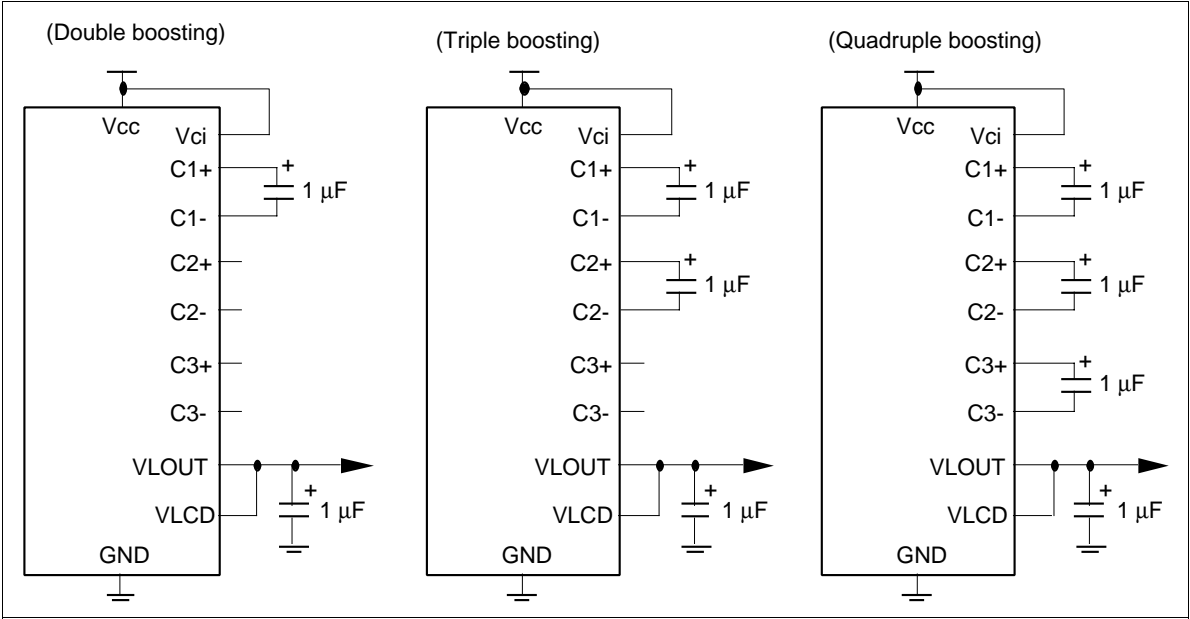 (Double boosting)
Vcc
Vci
C1+
+
1 μF
C1-
C2+
C2-
C3+
C3-
VLOUT
+
1 μF
VLCD
GND
(Triple boosting)
Vcc
Vci
C1+
+
1 μF
C1-
C2+
+
1 μF
C2-
C3+
C3-
VLOUT
+
1 μF
VLCD
GND
(Quadruple boosting)
Vcc
Vci
C1+
+
1 μF
C1-
C2+
+
1 μF
C2-
C3+
+
1 μF
C3-
VLOUT
+
1 μF
VLCD
GND